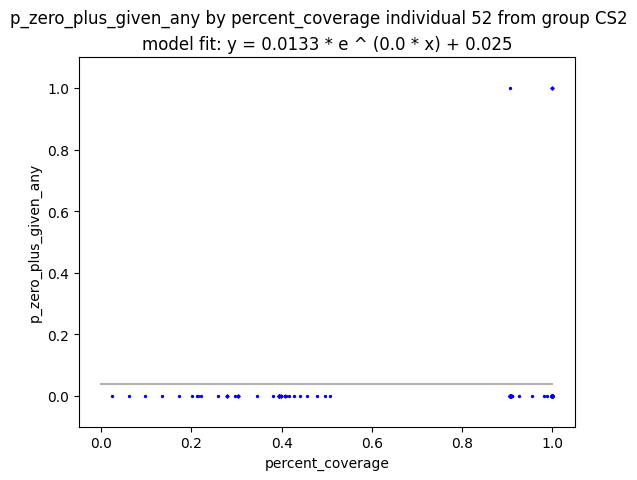 p_zero_plus_given_any by percent_coverage individual 52 from group CS2
model fit: y = 0.0133 * e ^ (0.0 * x) + 0.025
1.0
0.8
0.6
0.4
0.2
0.0
p_zero_plus_given_any
0.0 0.2 0.4 0.6 0.8 1.0
percent_coverage